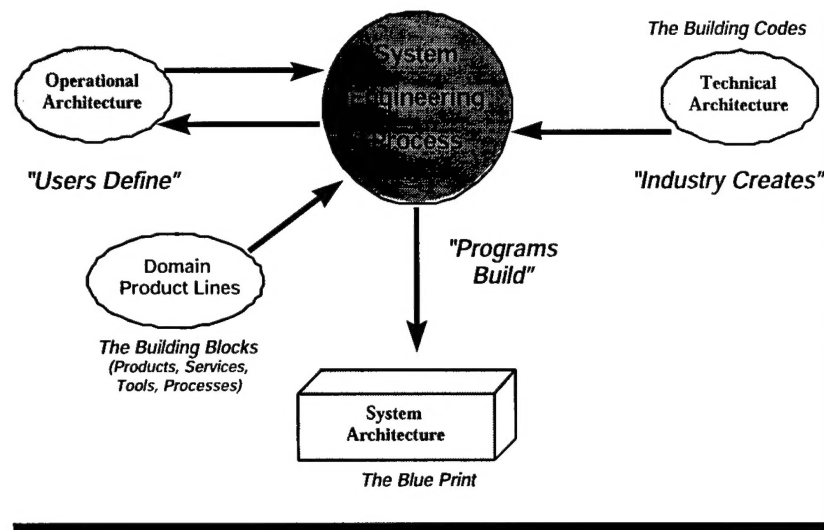 The Building Codes
System
Engineering
Process
Operational
Architecture
Technical
Architecture
"Users Define"
"Industry Creates"
Domain
Product Lines
"Programs
Build"
The Building Blocks
(Products, Services,
Tools, Processes)
System
Architecture
The Blue Print